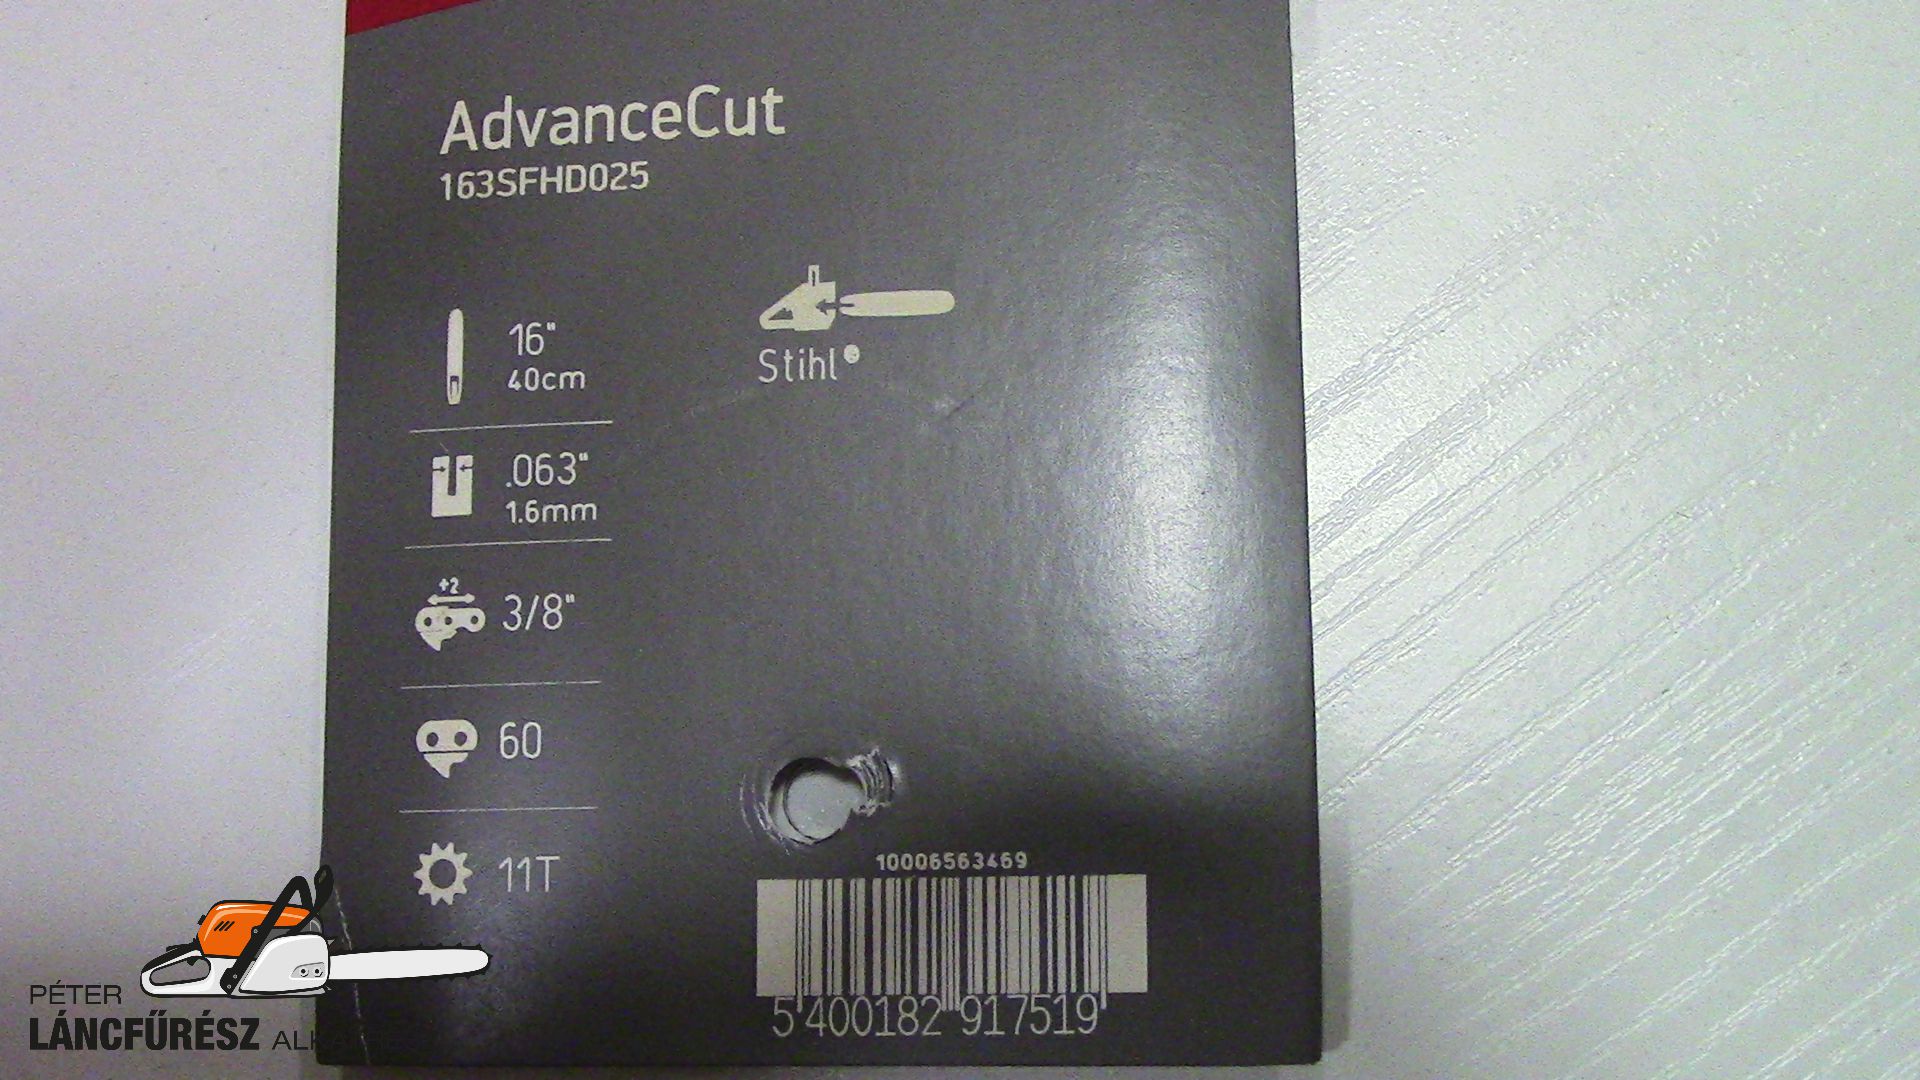 AdvanceCut
163SFHD025
16"
40cm
Stihl®
.063"
1.6mm
+2
3/8"
60
11T
10006563469
5 400182 917519
PÉTER
LÁNCFŰRÉSZ